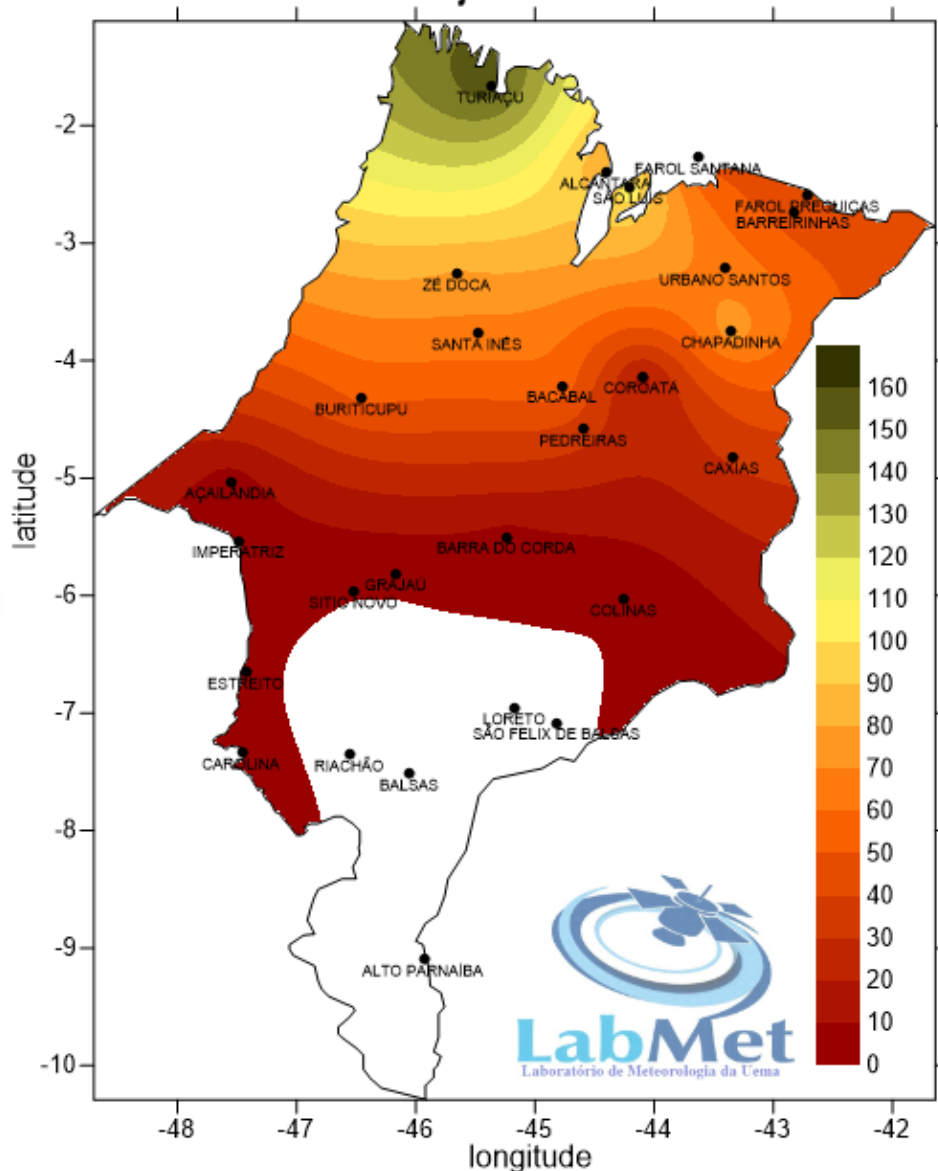 TURIAÇU
FAROL SANTANA
ALCÂNTARA
SÃO LUÍS
FAROL PREGUIÇAS
BARREIRINHAS
ZÉ DOCA
URBANO SANTOS
SANTA INÊS
CHAPADINHA
BURITICUPU
BACABAL
COROATÁ
PEDREIRAS
CAXIAS
AÇAILÂNDIA
IMPERATRIZ
BARRA DO CORDA
GRAJAÚ
SITIO NOVO
COLINAS
ESTREITO
LORETO
SÃO FELIX DE BALSAS
CAROLINA
RIACHÃO
BALSAS
ALTO PARNAÍBA
-2
-3
-4
-5
-6
-7
-8
-9
-10
latitude
160
150
140
130
120
110
100
90
80
70
60
50
40
30
20
10
0
LabMet
Laboratório de Meteorologia da Uema
-48 -47 -46 -45 -44 -43 -42
longitude